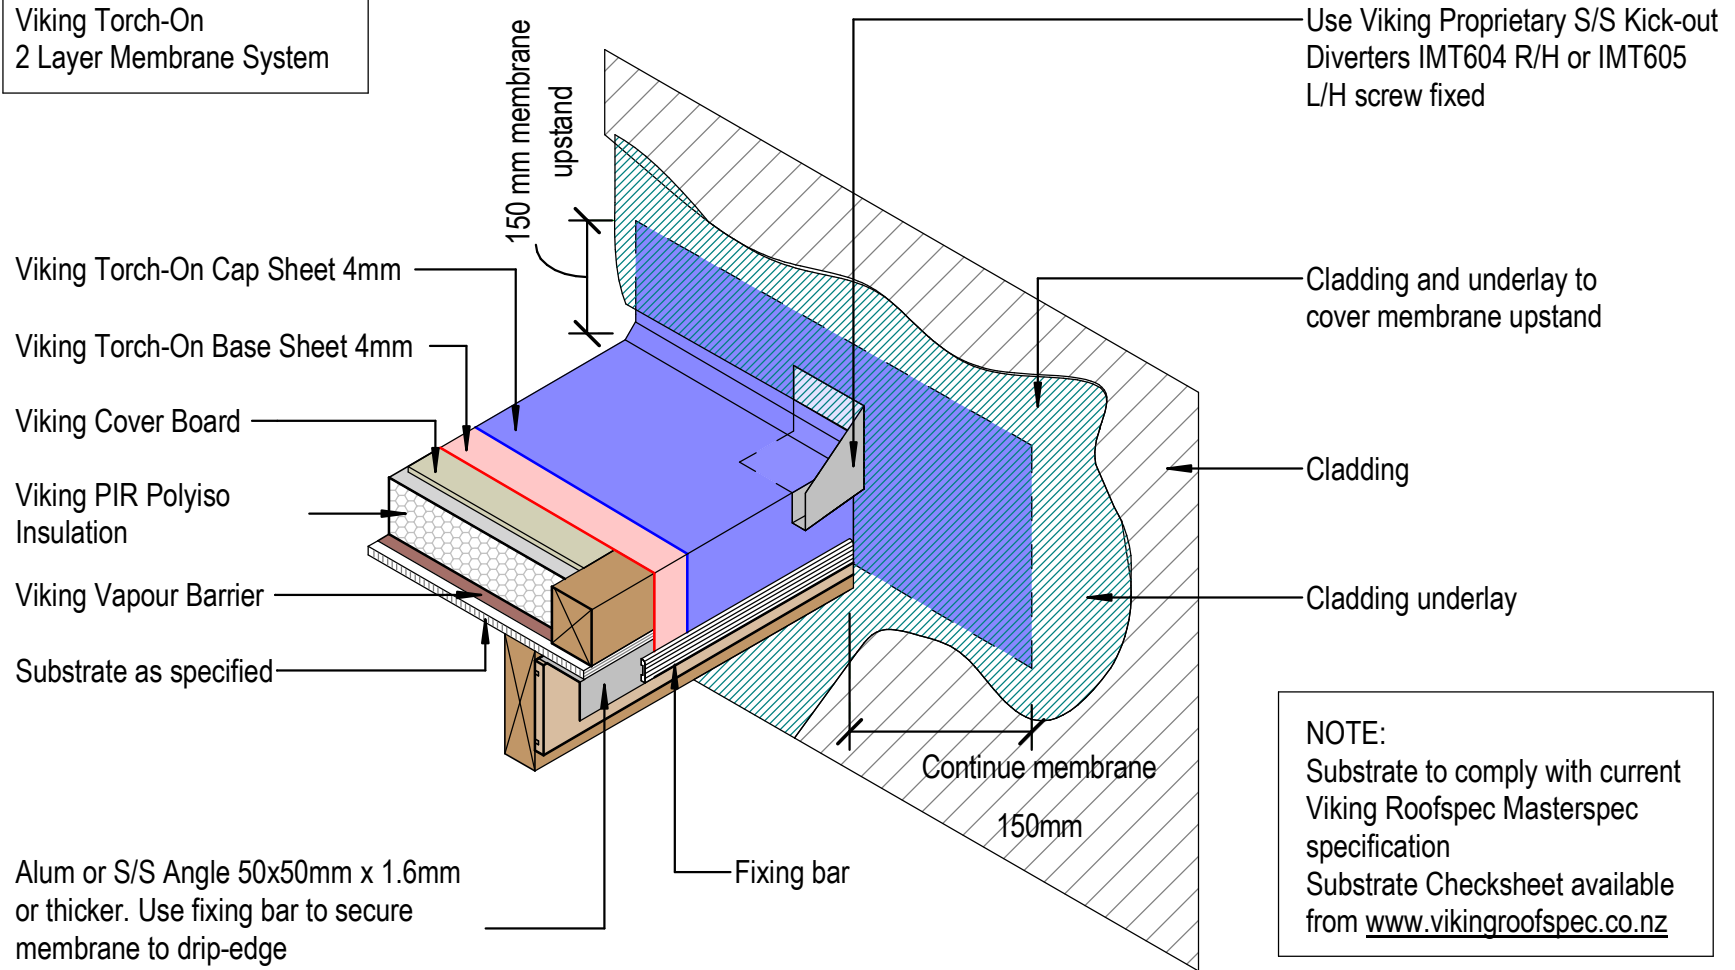 Viking Torch-On
2 Layer Membrane System
150 mm membrane
upstand
Use Viking Proprietary S/S Kick-out
Diverters IMT604 R/H or IMT605
L/H screw fixed
Viking Torch-On Cap Sheet 4mm
Viking Torch-On Base Sheet 4mm
Viking Cover Board
Viking PIR Polyiso
Insulation
Viking Vapour Barrier
Substrate as specified
Alum or S/S Angle 50x50mm x 1.6mm
or thicker. Use fixing bar to secure
membrane to drip-edge
Fixing bar
Continue membrane
150mm
Cladding and underlay to
cover membrane upstand
Cladding
Cladding underlay
NOTE:
Substrate to comply with current
Viking Roofspec Masterspec
specification
Substrate Checksheet available
from www.vikingroofspec.co.nz